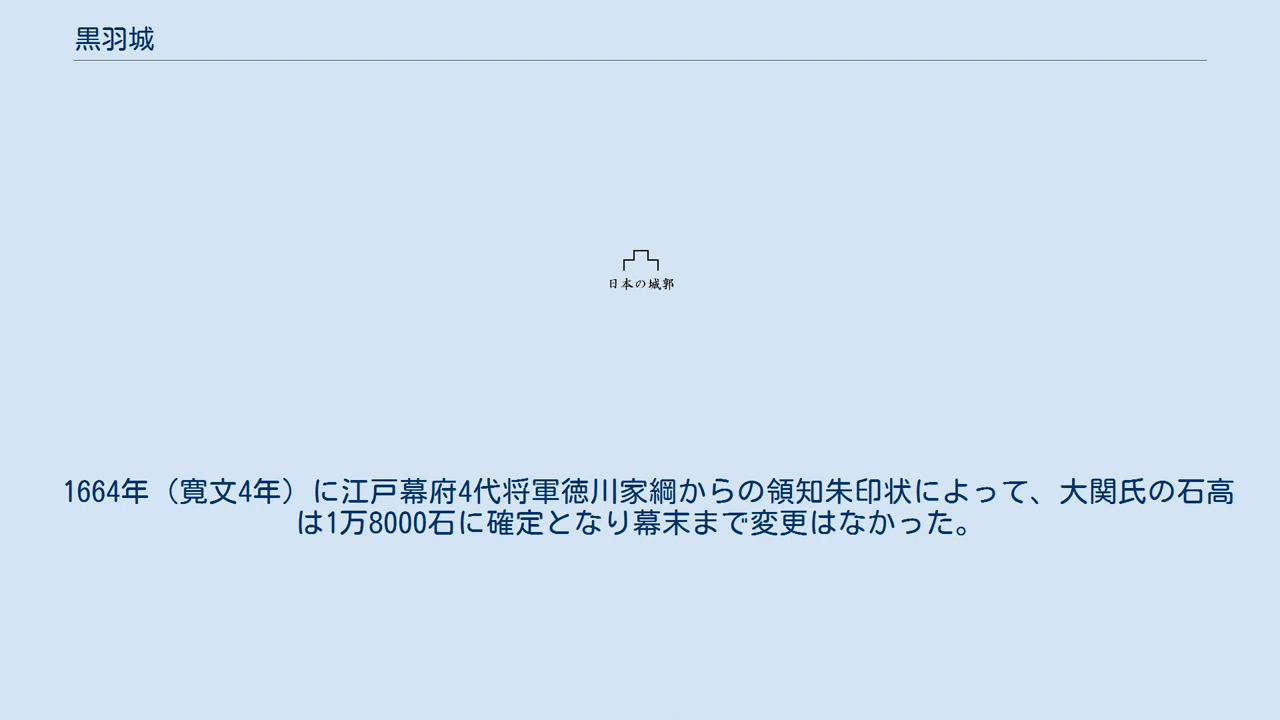 黒羽城
日本の城郭
1664年（寛文4年）に江戸幕府4代将軍徳川家綱からの領知朱印状によって、大関氏の石高
は1万8000石に確定となり幕末まで変更はなかった。